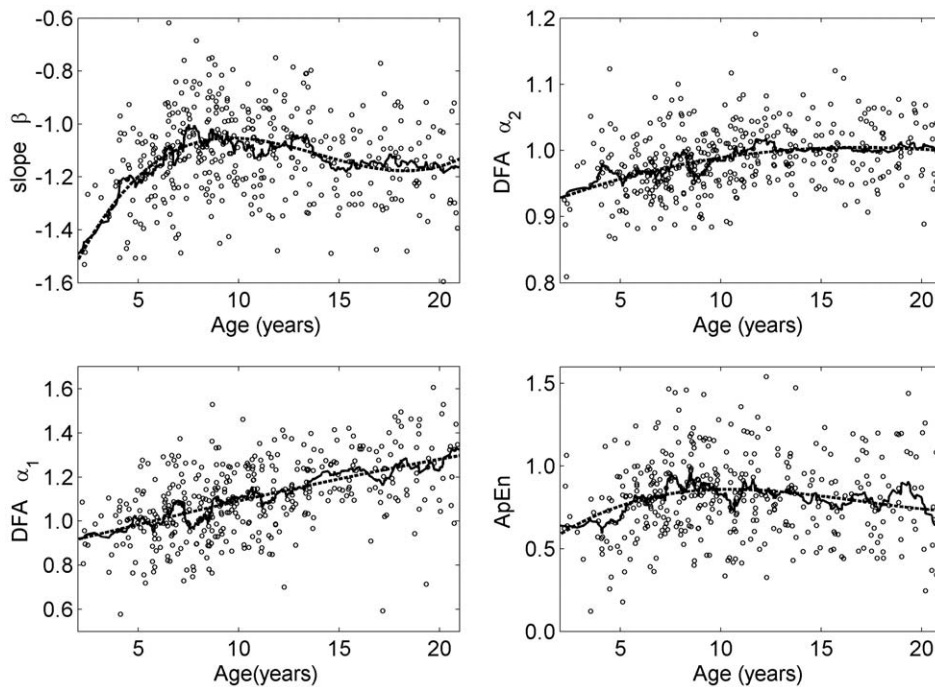 slope β
-0.6
-0.8
-1.0
-1.2
-1.4
-1.6
5 10 15 20
Age (years)
DFA α2
1.2
1.1
1.0
0.9
0.8
5 10 15 20
Age (years)
DFA α1
1.6
1.4
1.2
1.0
0.8
0.6
5 10 15 20
Age(years)
ApEn
1.5
1.0
0.5
0.0
5 10 15 20
Age (years)